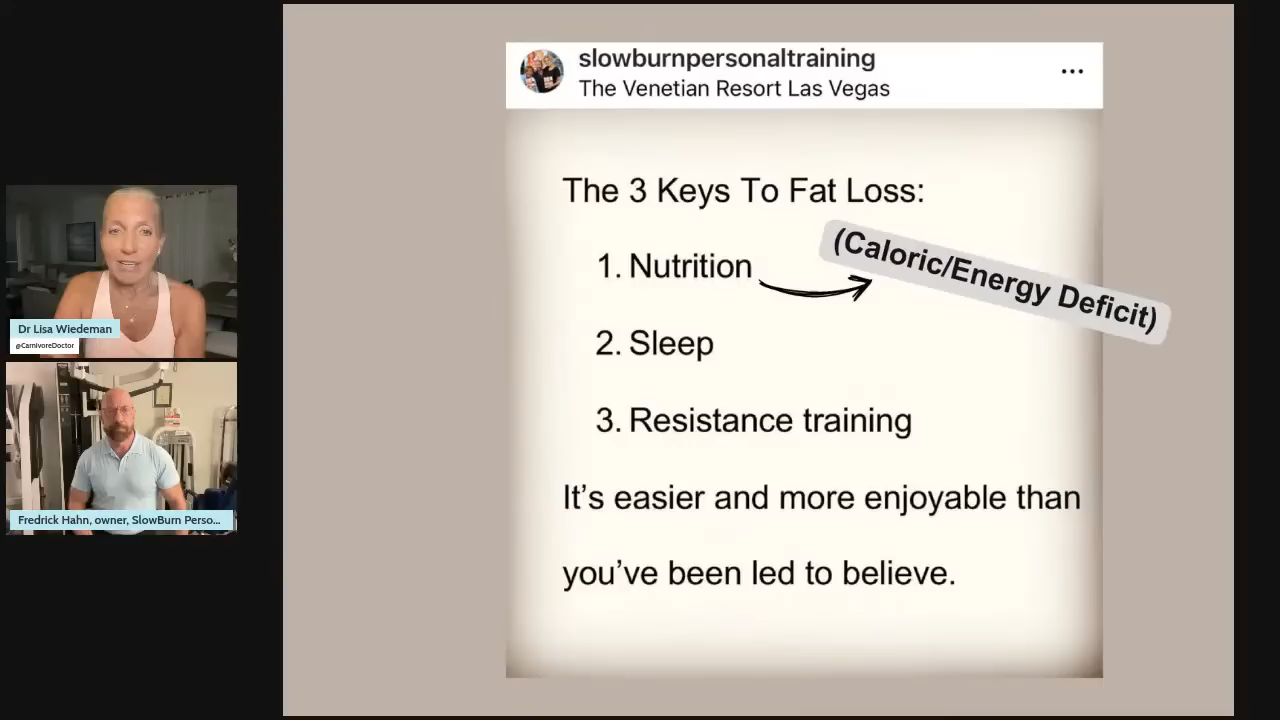 slowburnpersonaltraining
The Venetian Resort Las Vegas
The 3 Keys To Fat Loss:
1. Nutrition
(Caloric/Energy Deficit)
2. Sleep
3. Resistance training
It's easier and more enjoyable than
you've been led to believe.
Dr Lisa Wiedeman
@CarnivoreDoctor
Fredrick Hahn, owner, SlowBurn Perso...